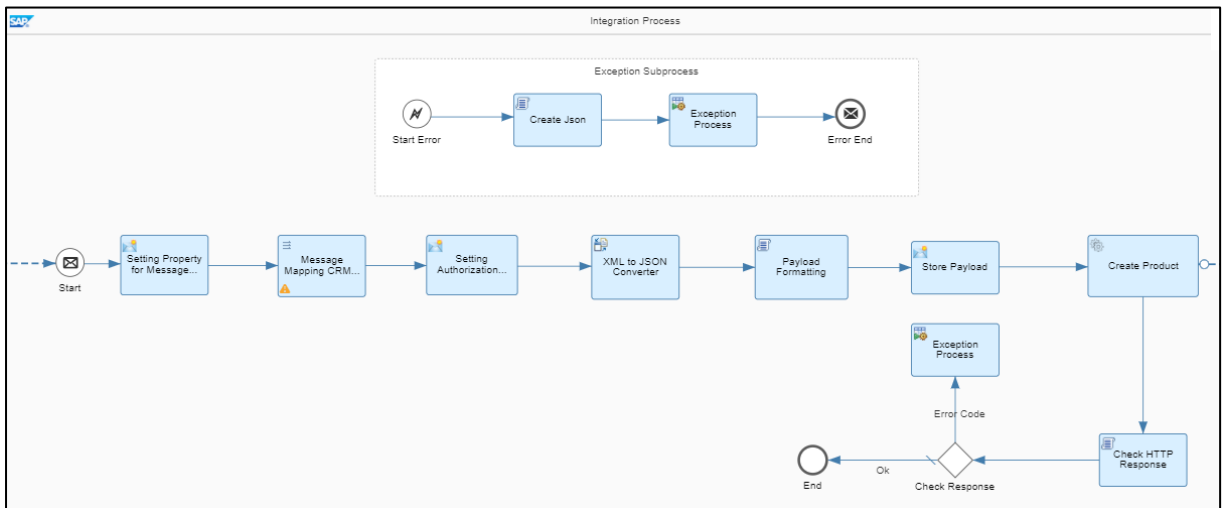 SAP
Integration Process
Exception Subprocess
Start Error
Create Json
Exception
Process
Error End
Start
Setting Property
for Message...
Message
Mapping CRM...
Setting
Authorization...
XML to JSON
Converter
Payload
Formatting
Store Payload
Create Product
Exception
Process
Error Code
Check HTTP
Response
Ok
End
Check Response